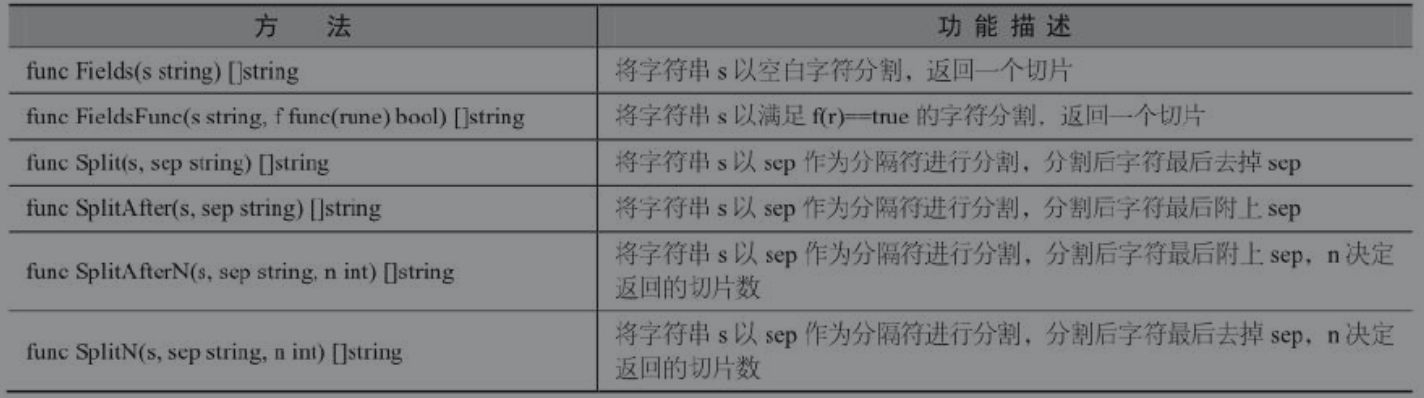 方 法 功 能 描 述
func Fields(s string) []string 将字符串 s 以空白字符分割，返回一个切片
func FieldsFunc(s string, f func(rune) bool) []string 将字符串 s 以满足 f(r)==true 的字符分割，返回一个切片
func Split(s, sep string) []string 将字符串 s 以 sep 作为分隔符进行分割，分割后字符最后去掉 sep
func SplitAfter(s, sep string) []string 将字符串 s 以 sep 作为分隔符进行分割，分割后字符最后附上 sep
func SplitAfterN(s, sep string, n int) []string 将字符串 s 以 sep 作为分隔符进行分割，分割后字符最后附上 sep，n 决定
返回的切片数
func SplitN(s, sep string, n int) []string 将字符串 s 以 sep 作为分隔符进行分割，分割后字符最后去掉 sep，n 决定
返回的切片数